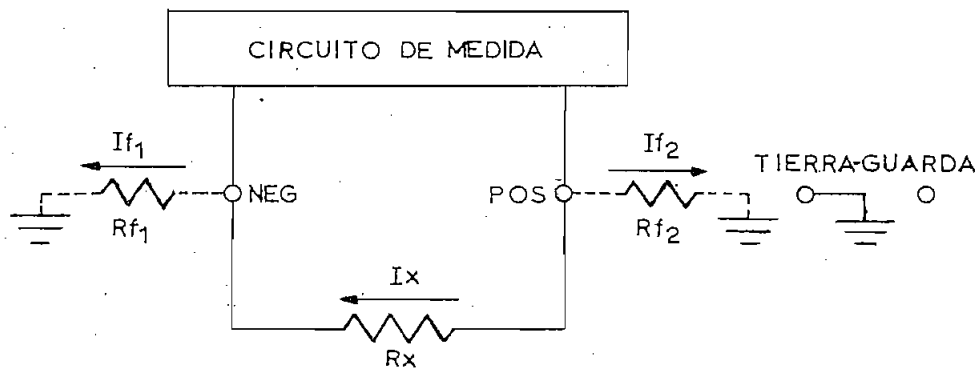 CIRCUITO DE MEDIDA
If1
If2
TIERRA-GUARDA
NEG
POS
Rf1
Rf2
Ix
Rx